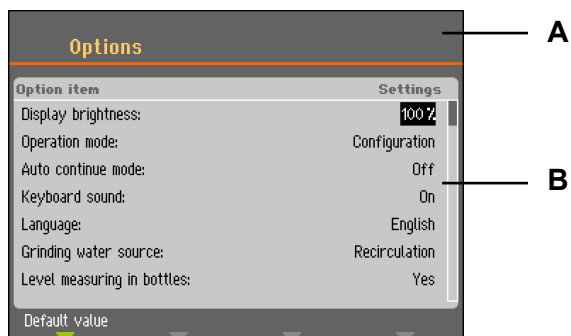 Options
A
Option item Settings
Display brightness: 100 %
Operation mode: Configuration
Auto continue mode: Off
B
Keyboard sound: On
Language: English
Grinding water source: Recirculation
Level measuring in bottles: Yes
Default value